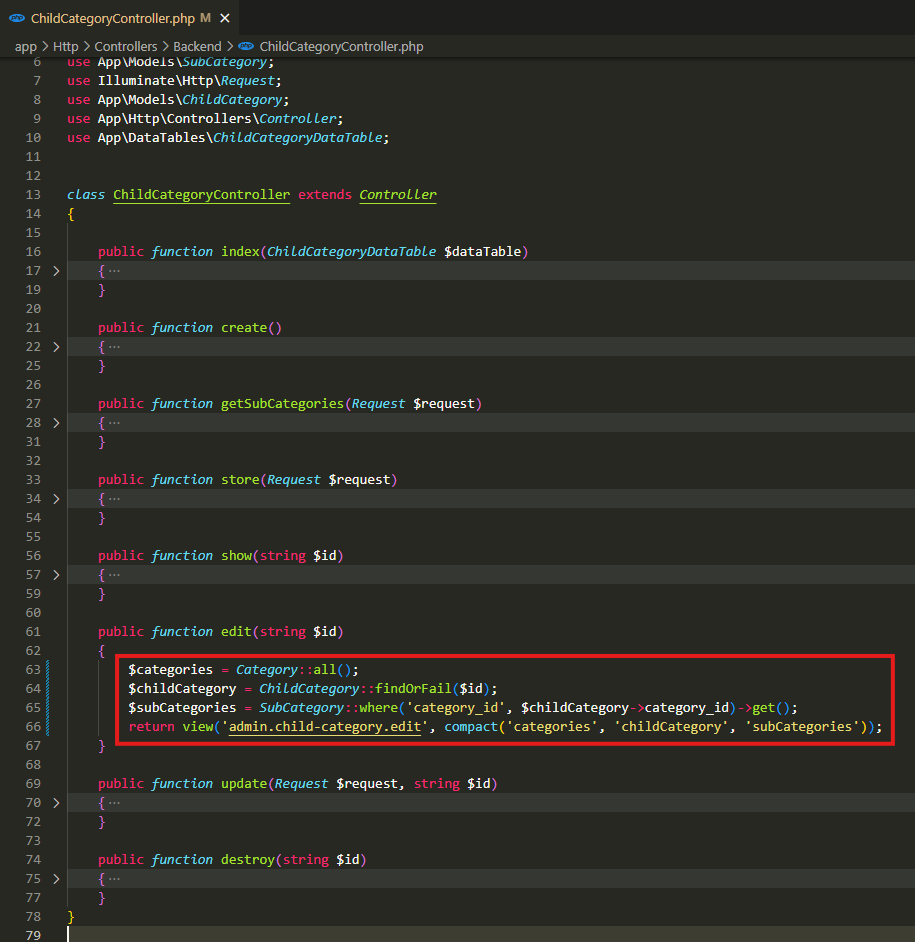 ChildCategoryController.php M ×
app > Http > Controllers > Backend > ChildCategoryController.php
6 use App\Models\SubCategory;
7 use Illuminate\Http\Request;
8 use App\Models\ChildCategory;
9 use App\Http\Controllers\Controller;
10 use App\DataTables\ChildCategoryDataTable;
11
12
13 class ChildCategoryController extends Controller
14 {
15
16 public function index(ChildCategoryDataTable $dataTable)
17 > { ···
19 }
20
21 public function create()
22 > { ···
25 }
26
27 public function getSubCategories(Request $request)
28 > { ···
31 }
32
33 public function store(Request $request)
34 > { ···
54 }
55
56 public function show(string $id)
57 > { ···
59 }
60
61 public function edit(string $id)
62 {
63 $categories = Category::all();
64 $childCategory = ChildCategory::findOrFail($id);
65 $subCategories = SubCategory::where('category_id', $childCategory->category_id)->get();
66 return view('admin.child-category.edit', compact('categories', 'childCategory', 'subCategories'));
67 }
68
69 public function update(Request $request, string $id)
70 > { ···
72 }
73
74 public function destroy(string $id)
75 > { ···
77 }
78 }
79